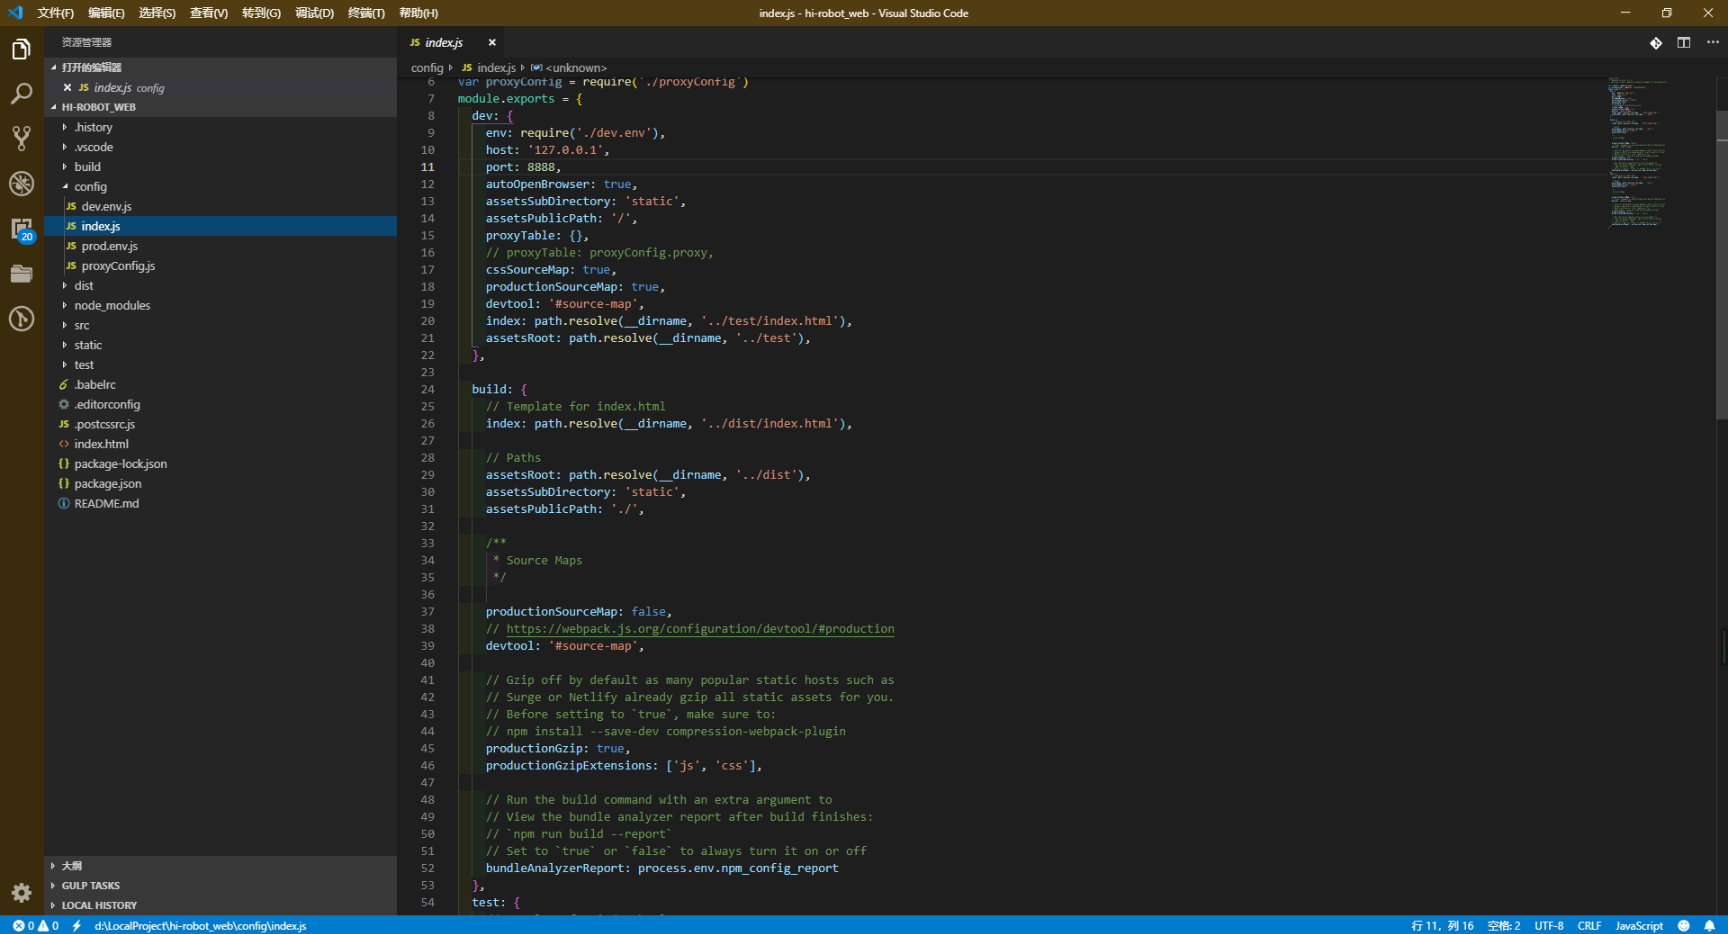 文件(F) 编辑(E) 选择(S) 查看(V) 转到(G) 调试(D) 终端(T) 帮助(H)
index.js - hi-robot_web - Visual Studio Code
资源管理器
打开的编辑器
JS index.js config
HI-ROBOT_WEB
.history
.vscode
build
config
JS dev.env.js
JS index.js
JS prod.env.js
JS proxyConfig.js
dist
node_modules
src
static
test
.babelrc
.editorconfig
JS .postcssrc.js
<> index.html
{} package-lock.json
{} package.json
README.md
大纲
GULP TASKS
LOCAL HISTORY
20
JS index.js
config JS index.js <unknown>
6 var proxyConfig = require('./proxyConfig')
7 module.exports = {
8 dev: {
9 env: require('./dev.env'),
10 host: '127.0.0.1',
11 port: 8888,
12 autoOpenBrowser: true,
13 assetsSubDirectory: 'static',
14 assetsPublicPath: '/',
15 proxyTable: {},
16 // proxyTable: proxyConfig.proxy,
17 cssSourceMap: true,
18 productionSourceMap: true,
19 devtool: '#source-map',
20 index: path.resolve(__dirname, '../test/index.html'),
21 assetsRoot: path.resolve(__dirname, '../test'),
22 },
23
24 build: {
25 // Template for index.html
26 index: path.resolve(__dirname, '../dist/index.html'),
27
28 // Paths
29 assetsRoot: path.resolve(__dirname, '../dist'),
30 assetsSubDirectory: 'static',
31 assetsPublicPath: './',
32
33 /**
34 * Source Maps
35 */
36
37 productionSourceMap: false,
38 // https://webpack.js.org/configuration/devtool/#production
39 devtool: '#source-map',
40
41 // Gzip off by default as many popular static hosts such as
42 // Surge or Netlify already gzip all static assets for you.
43 // Before setting to `true`, make sure to:
44 // npm install --save-dev compression-webpack-plugin
45 productionGzip: true,
46 productionGzipExtensions: ['js', 'css'],
47
48 // Run the build command with an extra argument to
49 // View the bundle analyzer report after build finishes:
50 // `npm run build --report`
51 // Set to `true` or `false` to always turn it on or off
52 bundleAnalyzerReport: process.env.npm_config_report
53 },
54 test: {
0 0 d:\LocalProject\hi-robot_web\config\index.js
行 11，列 16 空格: 2 UTF-8 CRLF JavaScript